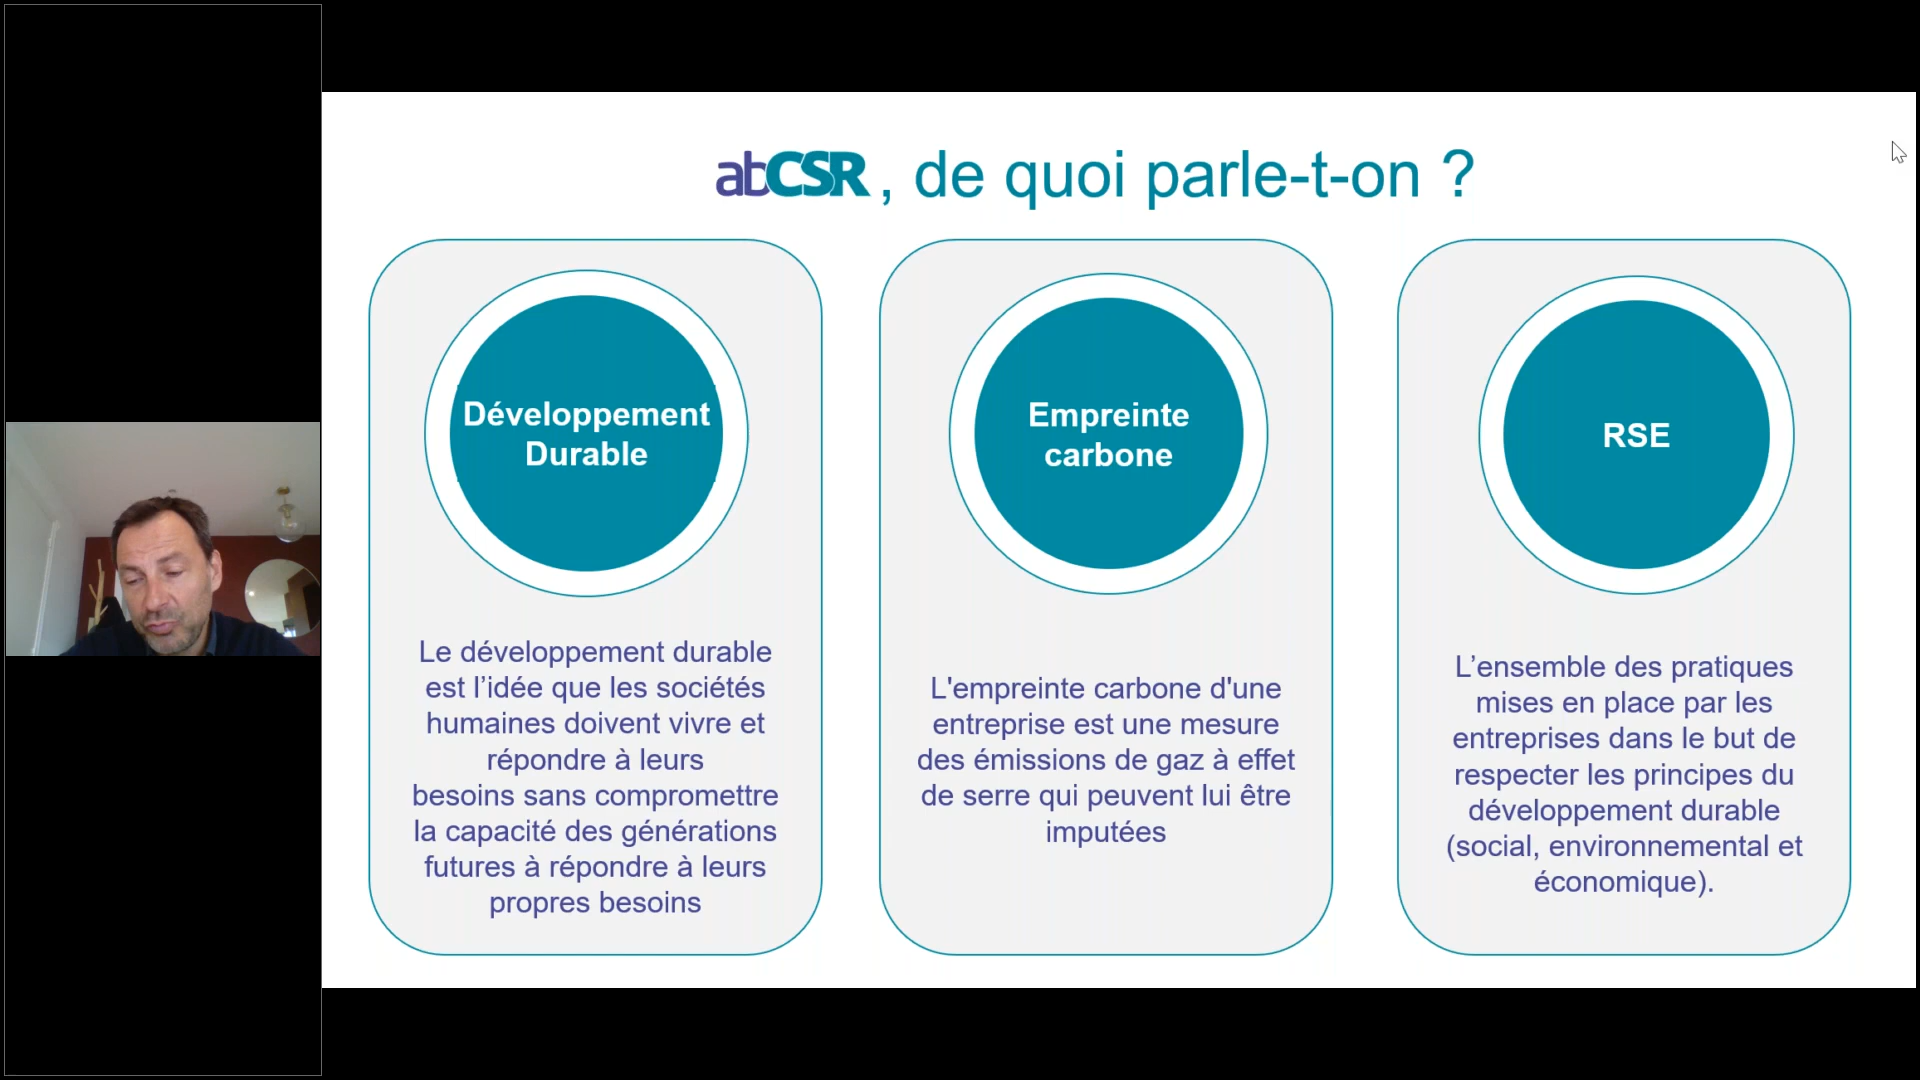 abCSR, de quoi parle-t-on ?
Développement
Durable
Le développement durable
est l’idée que les sociétés
humaines doivent vivre et
répondre à leurs
besoins sans compromettre
la capacité des générations
futures à répondre à leurs
propres besoins
Empreinte
carbone
L'empreinte carbone d'une
entreprise est une mesure
des émissions de gaz à effet
de serre qui peuvent lui être
imputées
RSE
L’ensemble des pratiques
mises en place par les
entreprises dans le but de
respecter les principes du
développement durable
(social, environnemental et
économique).